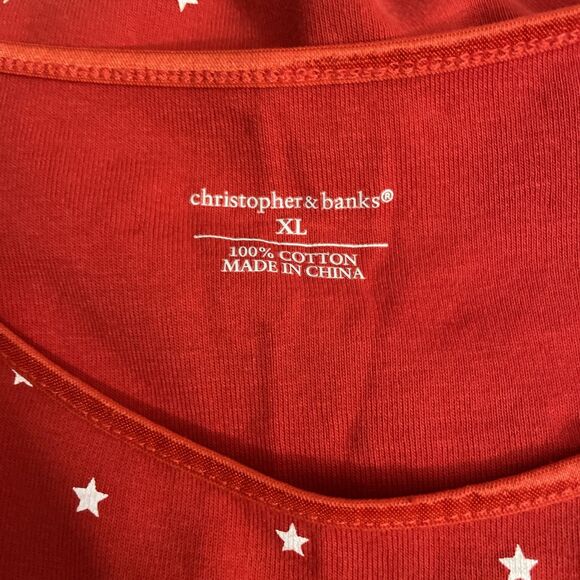 christopher & banks®
XL
100% COTTON
MADE IN CHINA